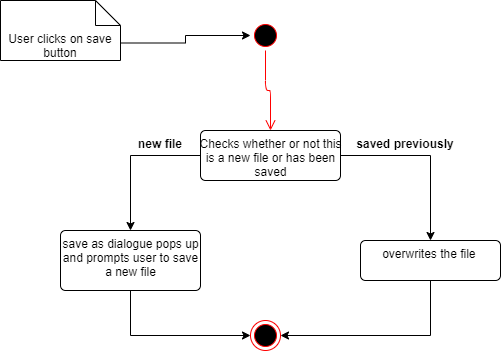 User clicks on save
button
new file
saved previously
Checks whether or not this
is a new file or has been
saved
save as dialogue pops up
and prompts user to save
a new file
overwrites the file